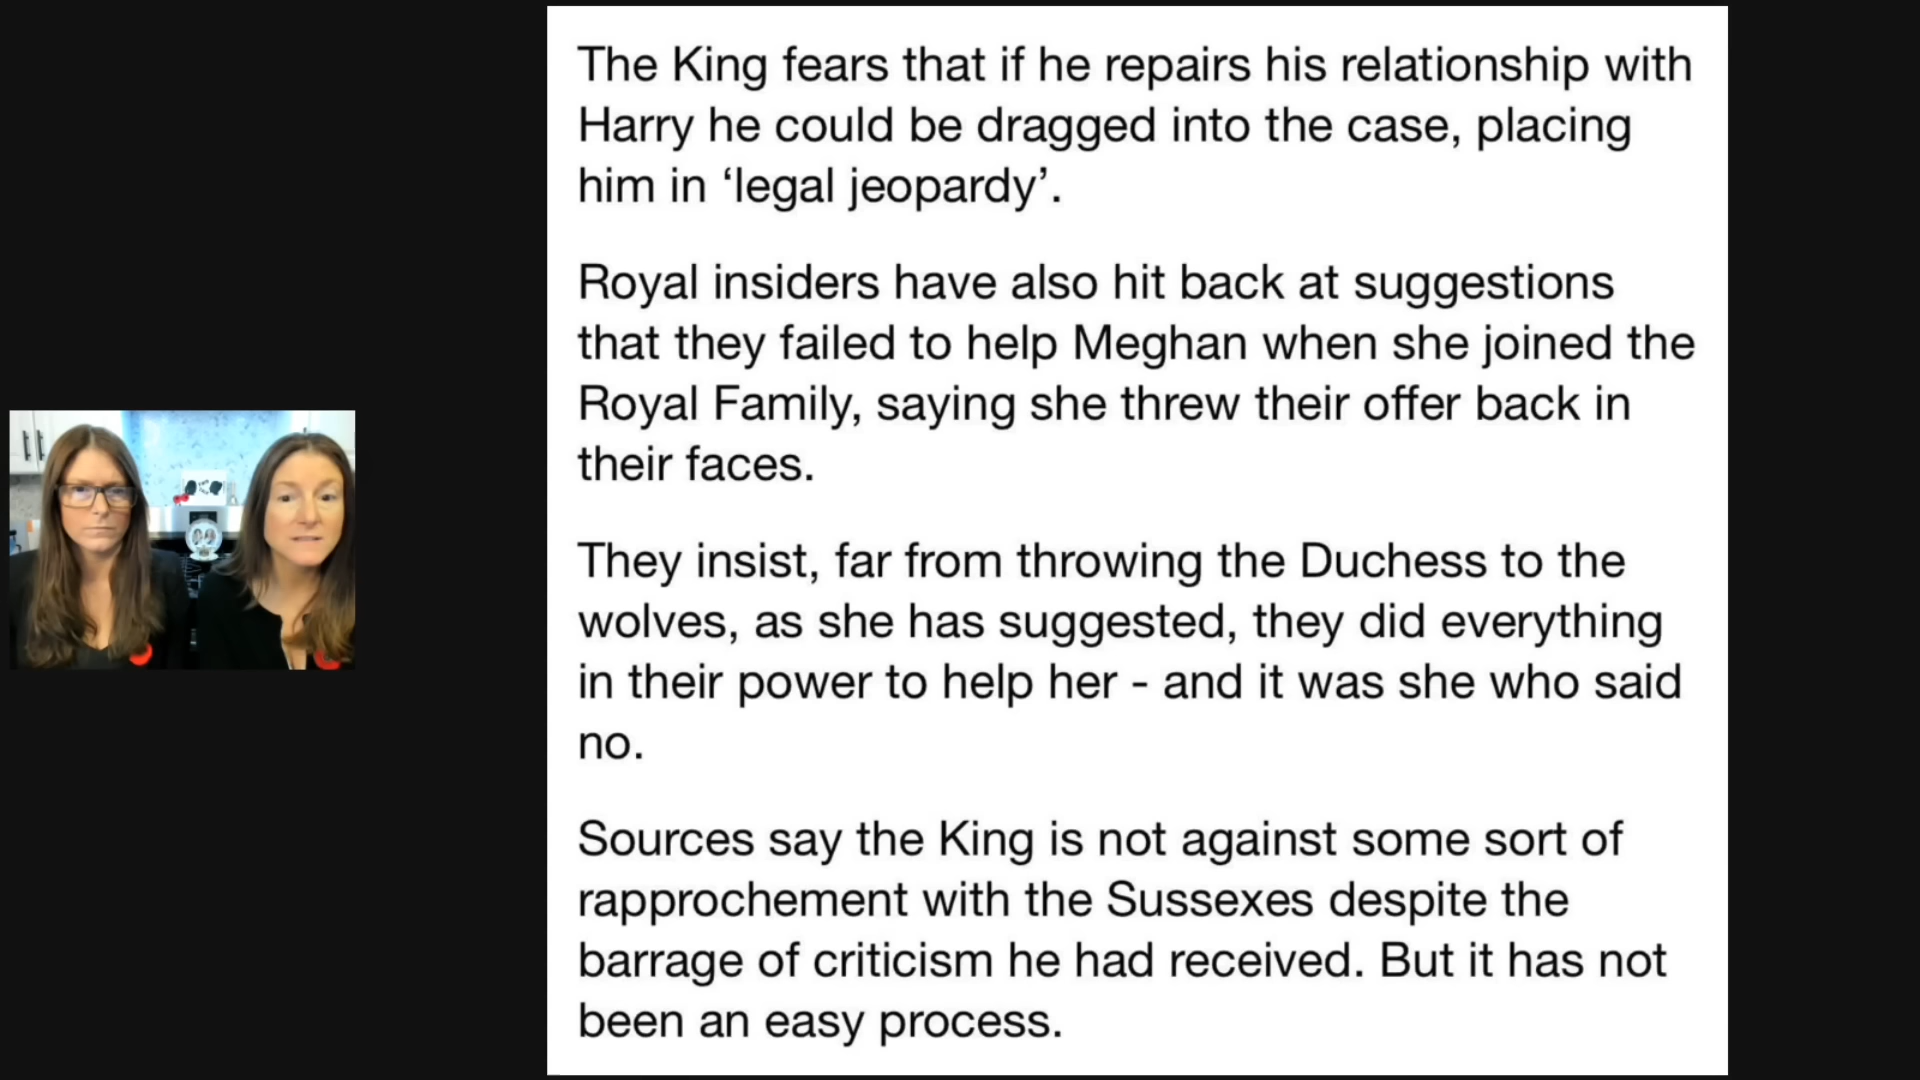 The King fears that if he repairs his relationship with
Harry he could be dragged into the case, placing
him in ‘legal jeopardy’.
Royal insiders have also hit back at suggestions
that they failed to help Meghan when she joined the
Royal Family, saying she threw their offer back in
their faces.
They insist, far from throwing the Duchess to the
wolves, as she has suggested, they did everything
in their power to help her - and it was she who said
no.
Sources say the King is not against some sort of
rapprochement with the Sussexes despite the
barrage of criticism he had received. But it has not
been an easy process.